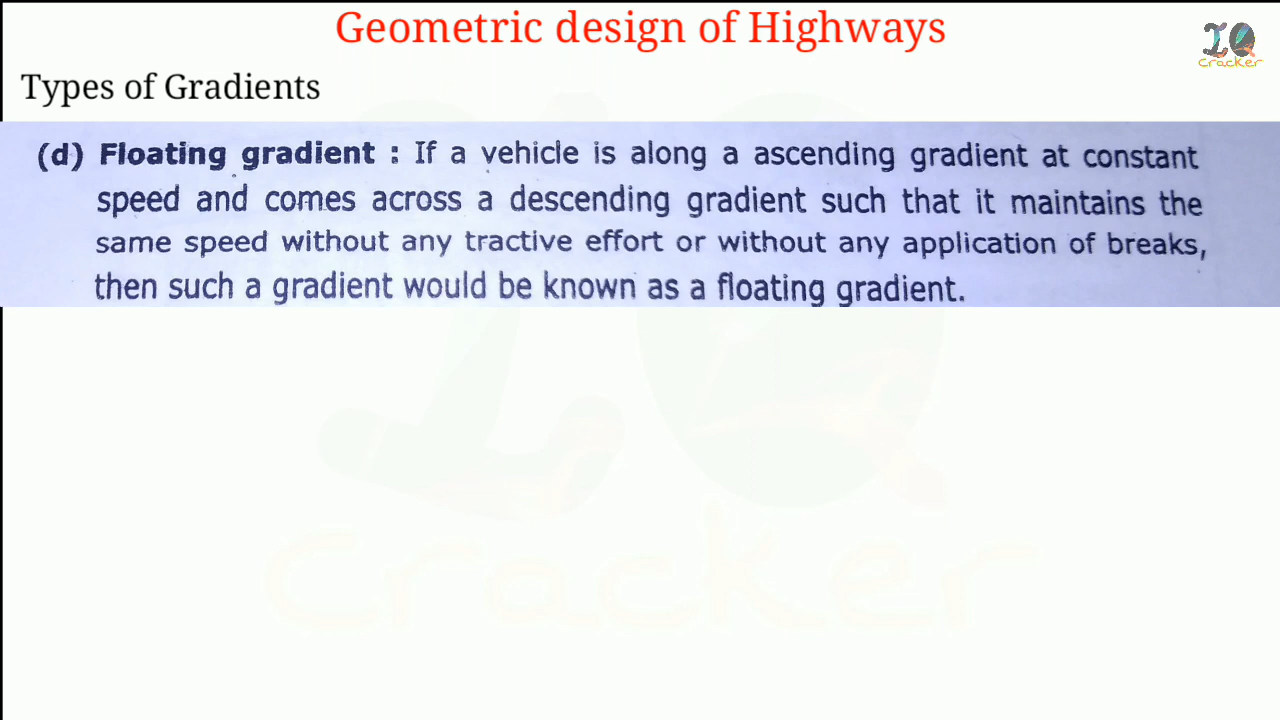 Geometric design of Highways
IQ
cracker
Types of Gradients
(d) Floating gradient : If a vehicle is along a ascending gradient at constant
speed and comes across a descending gradient such that it maintains the
same speed without any tractive effort or without any application of breaks,
then such a gradient would be known as a floating gradient.
cracker